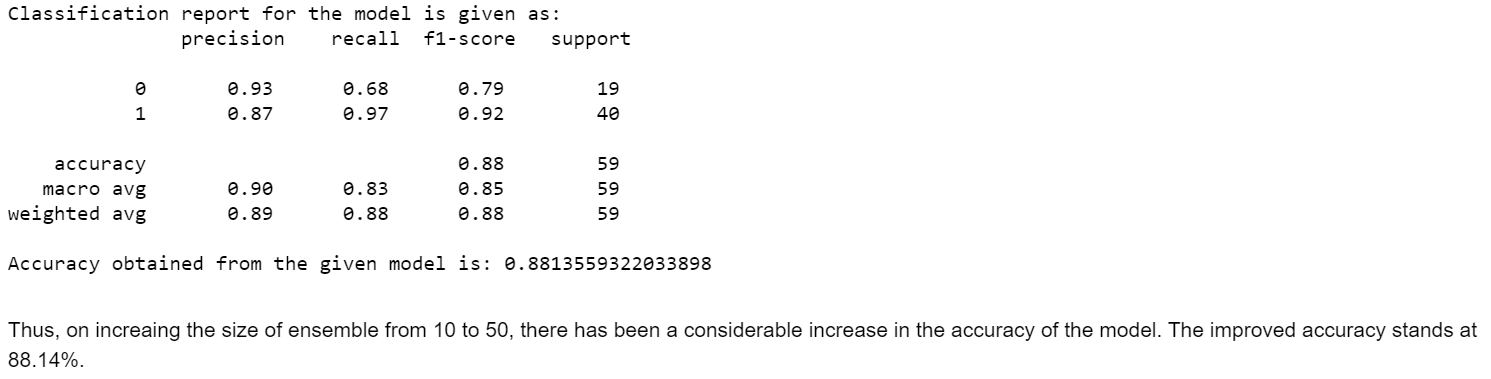 Classification report for the model is given as:
precision recall f1-score support
0 0.93 0.68 0.79 19
1 0.87 0.97 0.92 40
accuracy 0.88 59
macro avg 0.90 0.83 0.85 59
weighted avg 0.89 0.88 0.88 59
Accuracy obtained from the given model is: 0.8813559322033898
Thus, on increaing the size of ensemble from 10 to 50, there has been a considerable increase in the accuracy of the model. The improved accuracy stands at
88.14%.